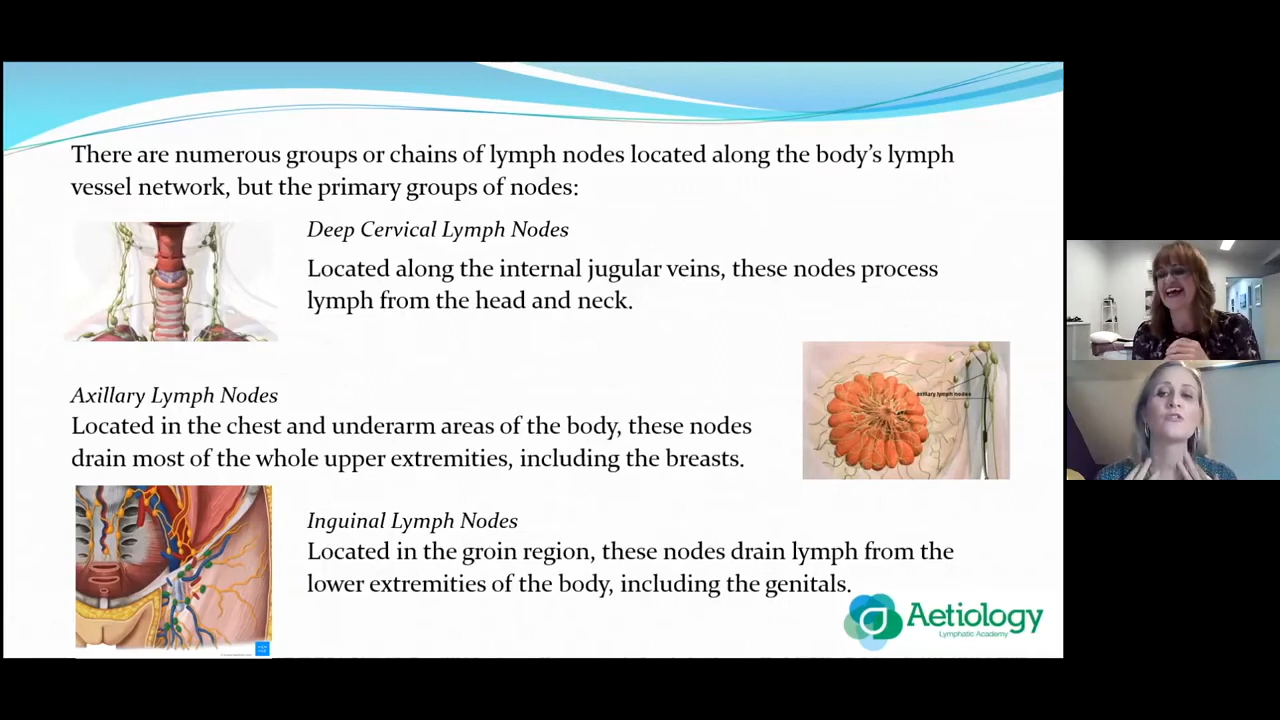 There are numerous groups or chains of lymph nodes located along the body's lymph
vessel network, but the primary groups of nodes:
Deep Cervical Lymph Nodes
Located along the internal jugular veins, these nodes process
lymph from the head and neck.
Axillary Lymph Nodes
Located in the chest and underarm areas of the body, these nodes
drain most of the whole upper extremities, including the breasts.
axillary lymph nodes
Inguinal Lymph Nodes
Located in the groin region, these nodes drain lymph from the
lower extremities of the body, including the genitals.
Aetiology
Lymphatic Academy